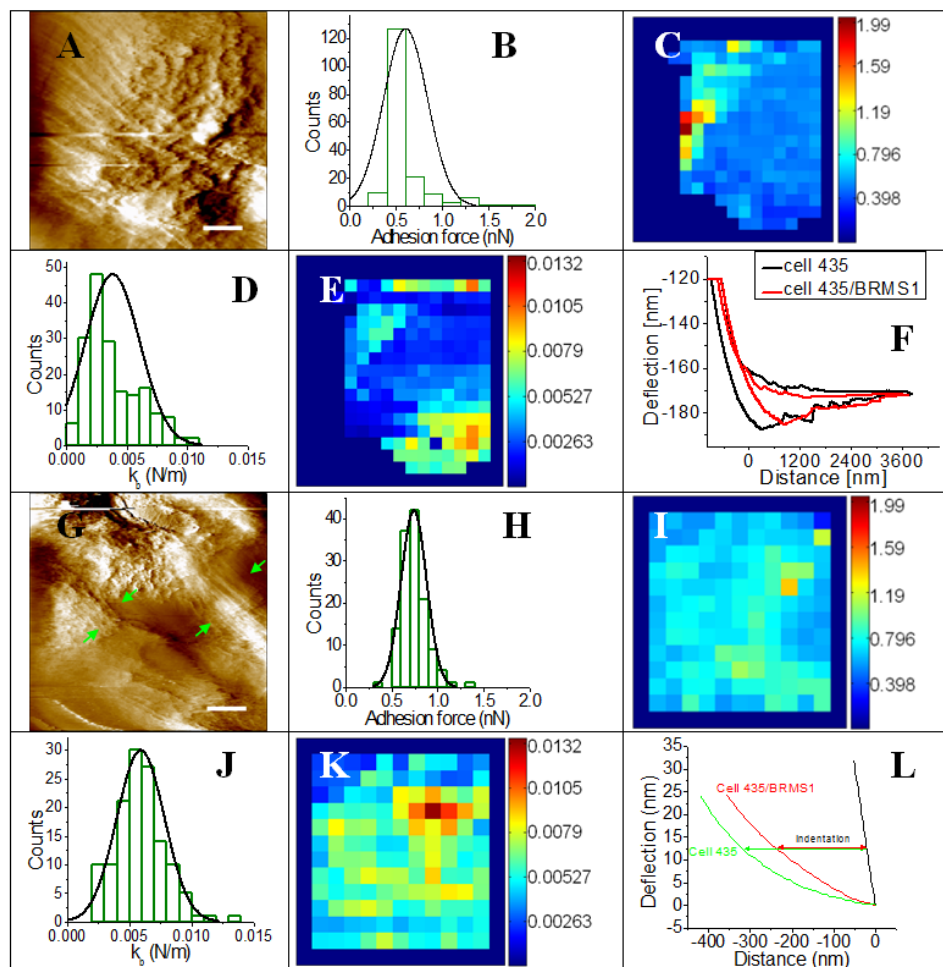 A
B
Counts
120
100
80
60
40
20
0
0.0 0.5 1.0 1.5 2.0
Adhesion force (nN)
C
1.99
1.59
1.19
0.796
0.398
D
Counts
50
40
30
20
10
0
0.000 0.005 0.010 0.015
k_b (N/m)
E
0.0132
0.0105
0.0079
0.00527
0.00263
F
cell 435
cell 435/BRMS1
Deflection [nm]
-120
-140
-160
-180
0 1200 2400 3600
Distance [nm]
G
H
Counts
40
30
20
10
0
0.0 0.5 1.0 1.5 2.0
Adhesion force (nN)
I
1.99
1.59
1.19
0.796
0.398
J
Counts
30
25
20
15
10
5
0
0.000 0.005 0.010 0.015
k_b (N/m)
K
0.0132
0.0105
0.0079
0.00527
0.00263
L
Deflection (nm)
35
30
25
20
15
10
5
0
-5
Cell 435/BRMS1
Indentation
Cell 435
-400 -300 -200 -100 0
Distance (nm)